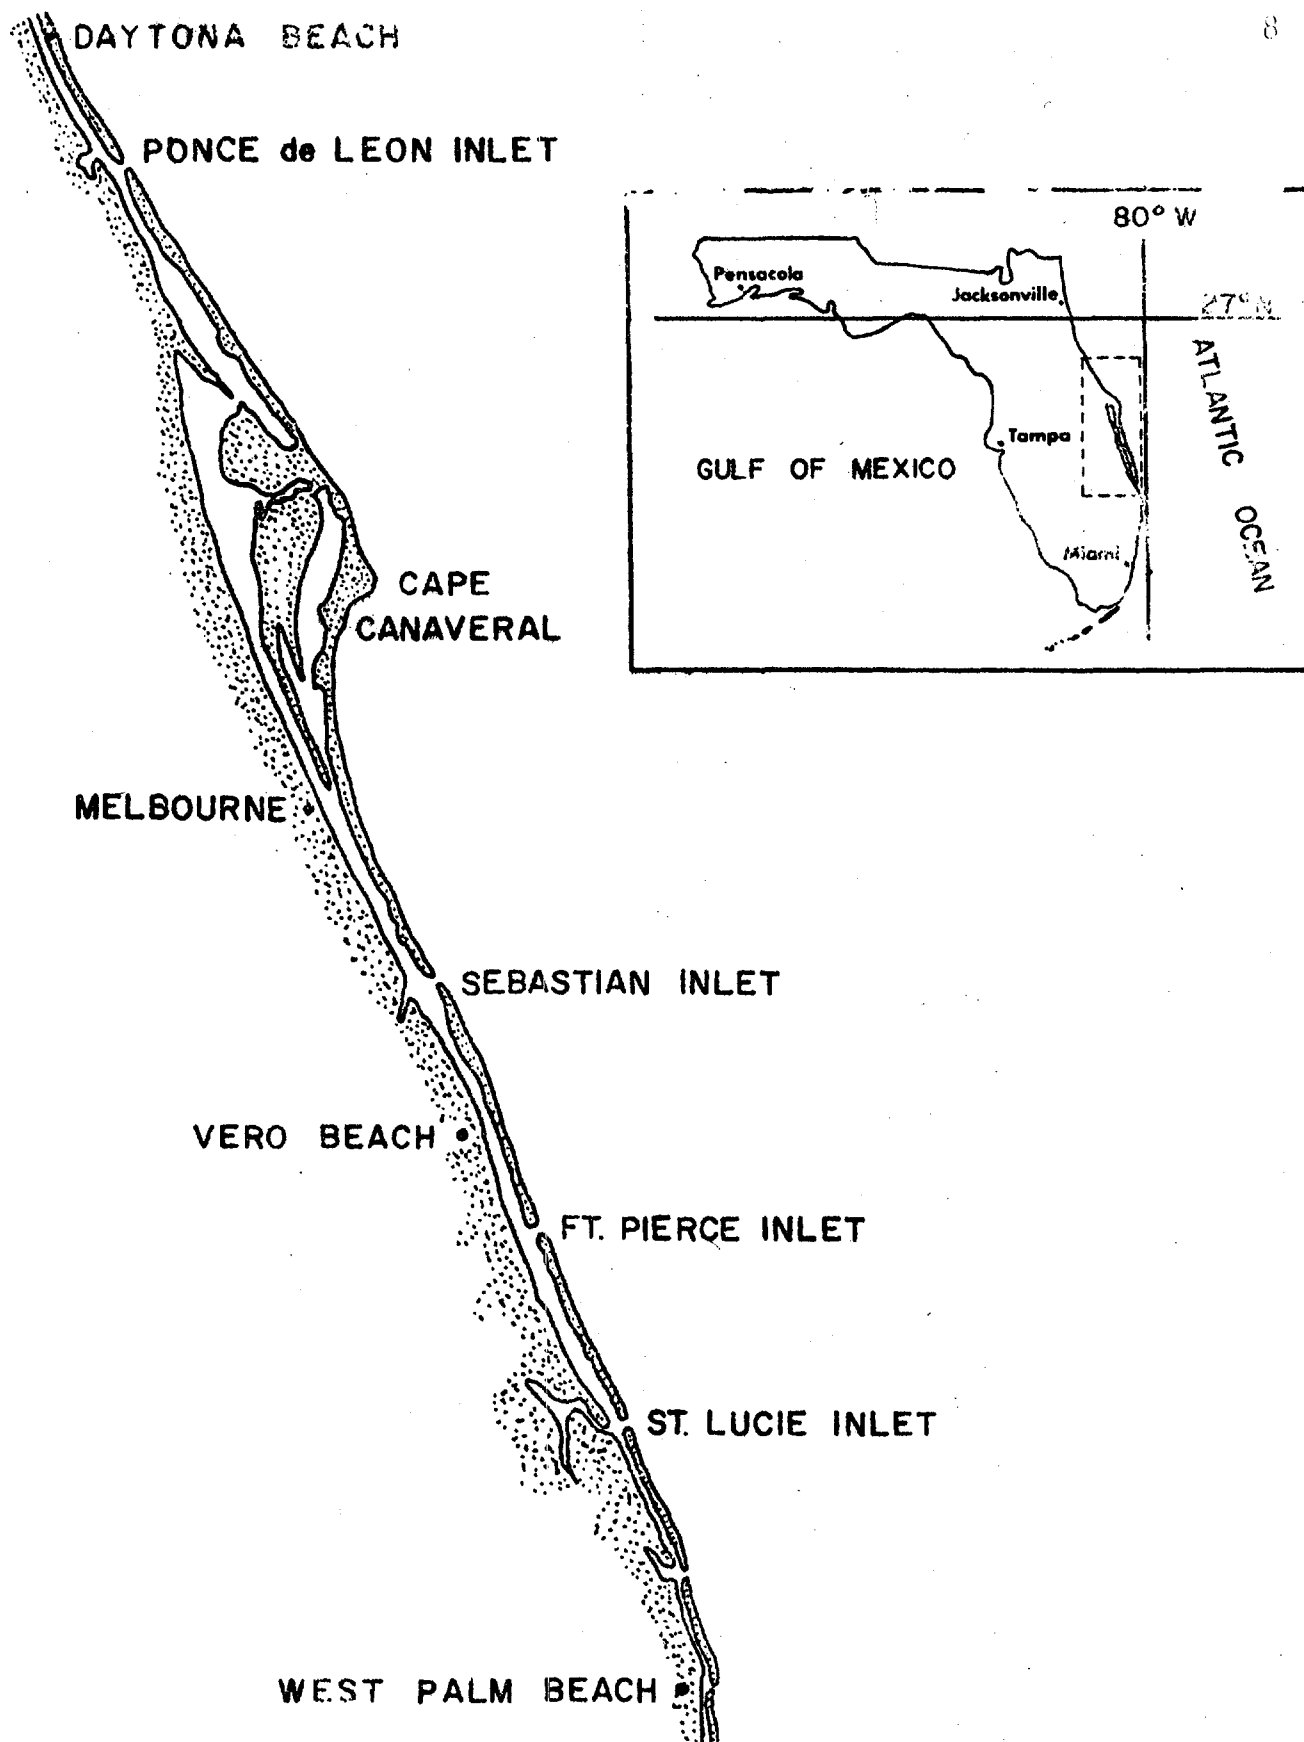 8
DAYTONA BEACH
PONCE de LEON INLET
80° W
Pensacola
Jacksonville
27° N
ATLANTIC OCEAN
Tampa
GULF OF MEXICO
Miami
CAPE
CANAVERAL
MELBOURNE
SEBASTIAN INLET
VERO BEACH
FT. PIERCE INLET
ST. LUCIE INLET
WEST PALM BEACH